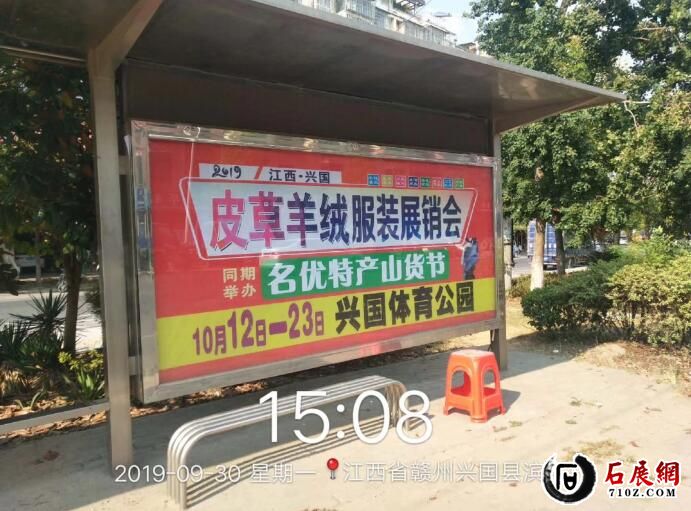 2019 江西·兴国
皮草羊绒服装展销会
同期
举办
名优特产山货节
10月12日—23日 兴国体育公园
15:08
2019-09-30 星期一 江西省赣州兴国县滨
石展網
710Z.COM